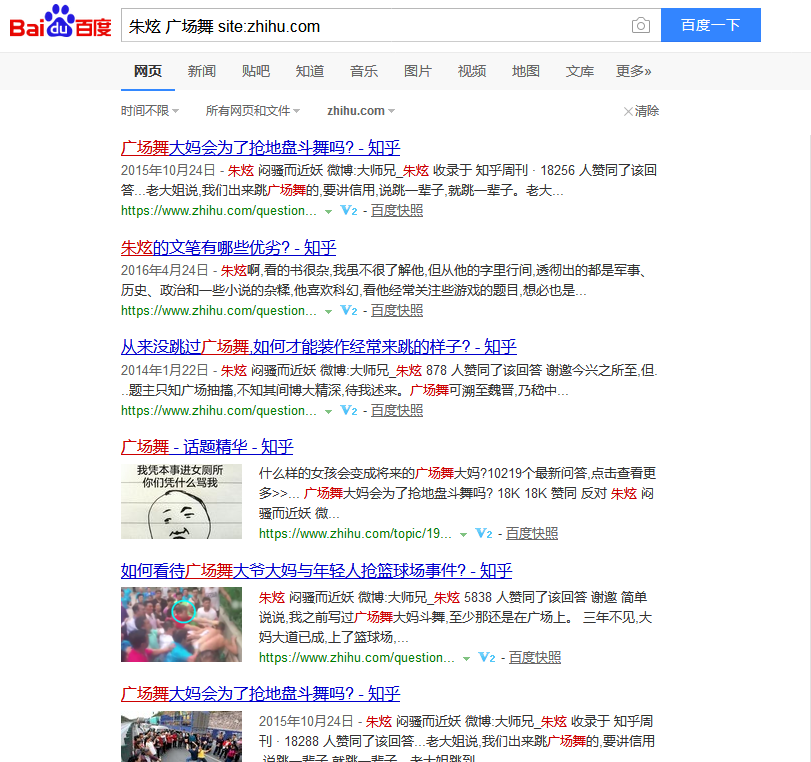 Bai du 百度
朱炫 广场舞 site:zhihu.com
百度一下
网页 新闻 贴吧 知道 音乐 图片 视频 地图 文库 更多»
时间不限 所有网页和文件 zhihu.com 清除
广场舞大妈会为了抢地盘斗舞吗? - 知乎
2015年10月24日 - 朱炫 闷骚而近妖 微博:大师兄_朱炫 收录于 知乎周刊 · 18256 人赞同了该回
答...老大姐说,我们出来跳广场舞的,要讲信用,说跳一辈子,就跳一辈子。老大...
https://www.zhihu.com/question... V2 - 百度快照
朱炫的文笔有哪些优劣? - 知乎
2016年4月24日 - 朱炫啊,看的书很杂,我虽不很了解他,但从他的字里行间,透彻出的都是军事、
历史、政治和一些小说的杂糅,他喜欢科幻,看他经常关注些游戏的题目,想必也是...
https://www.zhihu.com/question... V2 - 百度快照
从来没跳过广场舞,如何才能装作经常来跳的样子? - 知乎
2014年1月22日 - 朱炫 闷骚而近妖 微博:大师兄_朱炫 878 人赞同了该回答 谢邀今兴之所至,但.
..题主只知广场抽搐,不知其间博大精深,待我述来。广场舞可溯至魏晋,乃嵇中...
https://www.zhihu.com/question... V2 - 百度快照
广场舞 - 话题精华 - 知乎
我凭本事进女厕所
你们凭什么骂我
什么样的女孩会变成将来的广场舞大妈?10219个最新问答,点击查看更
多>>... 广场舞大妈会为了抢地盘斗舞吗? 18K 18K 赞同 反对 朱炫 闷
骚而近妖 微...
https://www.zhihu.com/topic/19... V2 - 百度快照
如何看待广场舞大爷大妈与年轻人抢篮球场事件? - 知乎
朱炫 闷骚而近妖 微博:大师兄_朱炫 5838 人赞同了该回答 谢邀 简单
说说,我之前写过广场舞大妈斗舞,至少那还是在广场上。 三年不见,大
妈大道已成,上了篮球场,...
https://www.zhihu.com/question... V2 - 百度快照
广场舞大妈会为了抢地盘斗舞吗? - 知乎
2015年10月24日 - 朱炫 闷骚而近妖 微博:大师兄_朱炫 收录于 知乎周
刊 · 18288 人赞同了该回答...老大姐说,我们出来跳广场舞的,要讲信用
,说跳一辈子,就跳一辈子。老大姐跳到